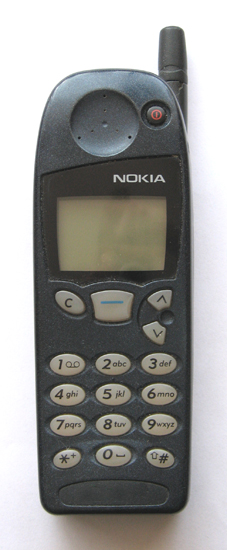 NOKIA
C
1 2abc 3def
4ghi 5jkl 6mno
7pqrs 8tuv 9wxyz
*+ 0 ⇧#